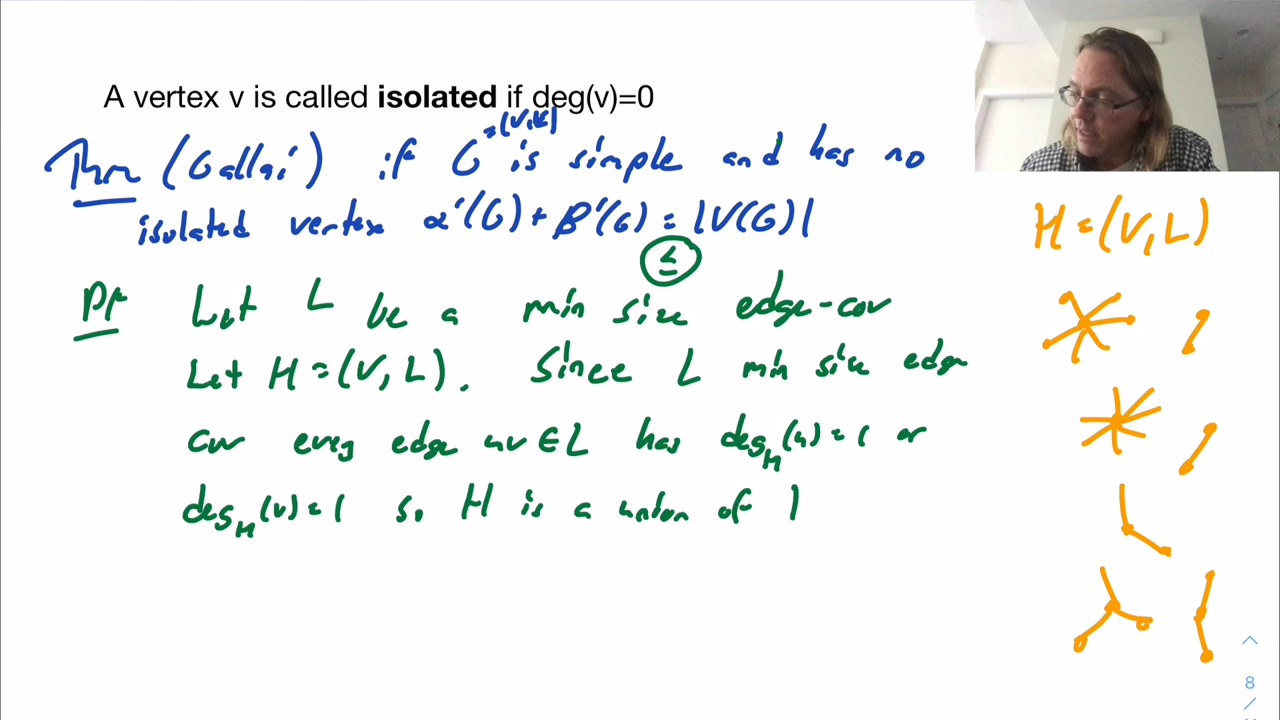 A vertex v is called isolated if deg(v)=0
Thm (Gallai) if G =(V,E) is simple and has no
isolated vertex α'(G) + β'(G) = |V(G)|
≤
Pf Let L be a min size edge-cov
Let H = (V, L). Since L min size edge
cov every edge uv ∈ L has deg_H(u) = 1 or
deg_H(v) = 1 so H is a union of
H = (V, L)
8
/